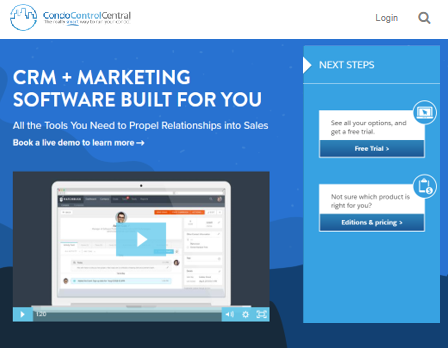 CondoControlCentral
Login
CRM + MARKETING
SOFTWARE BUILT FOR YOU
All the Tools You Need to Propel Relationships into Sales
Book a live demo to learn more →
1:20
NEXT STEPS
See all your options, and
get a free trial.
Free Trial >
Not sure which product is
right for you?
Editions & pricing >